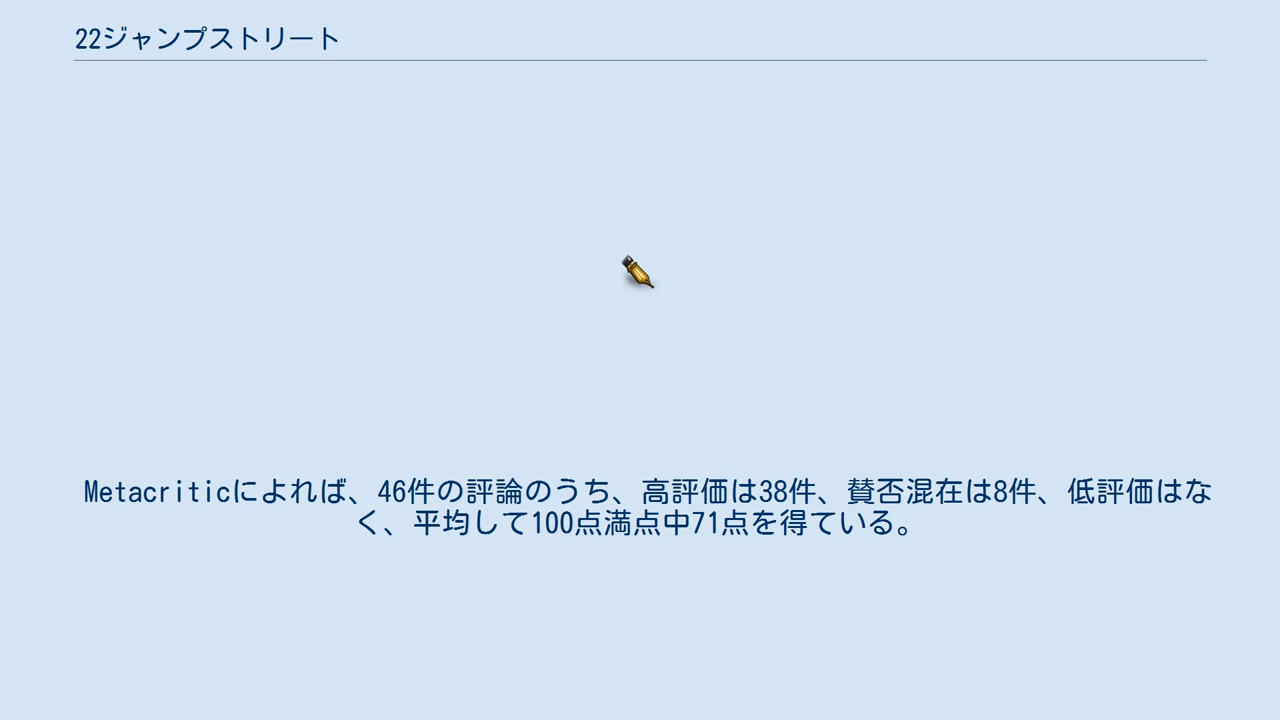 22ジャンプストリート
Metacriticによれば、46件の評論のうち、高評価は38件、賛否混在は8件、低評価はな
く、平均して100点満点中71点を得ている。